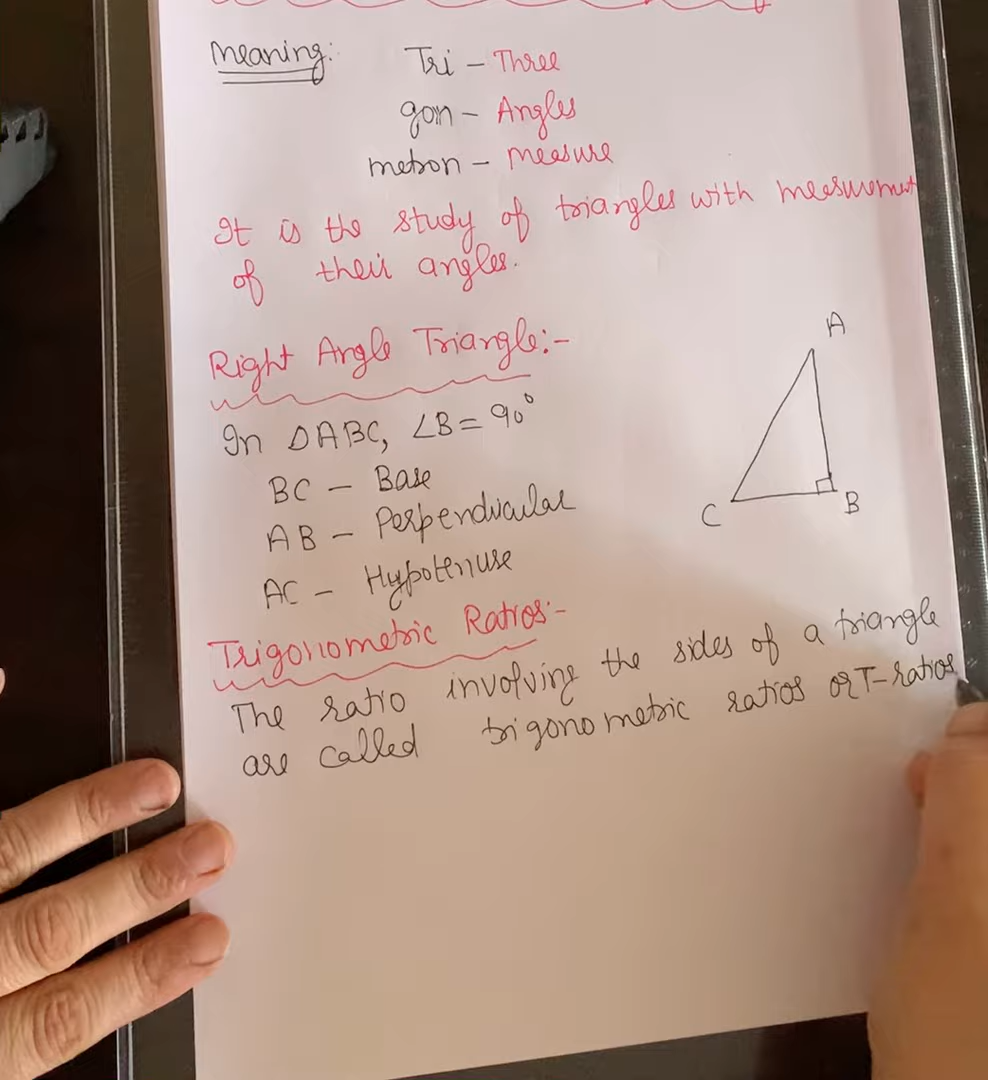 Meaning:
Tri - Three
gon - Angles
metron - Measure
It is the study of triangles with measurement
of their angles.
Right Angle Triangle:-
A
In ΔABC, ∠B = 90°
BC - Base
C
B
AB - Perpendicular
AC - Hypotenuse
Trigonometric Ratios:-
The ratio involving the sides of a triangle
are called trigonometric ratios or T-ratios